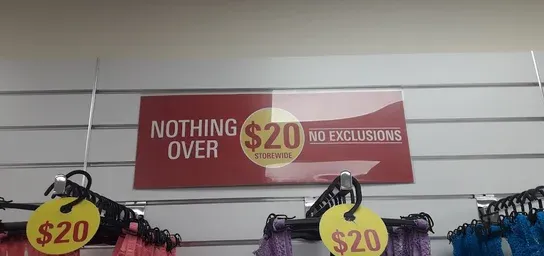 NOTHING
OVER
$20
STOREWIDE
NO EXCLUSIONS
$20
$20